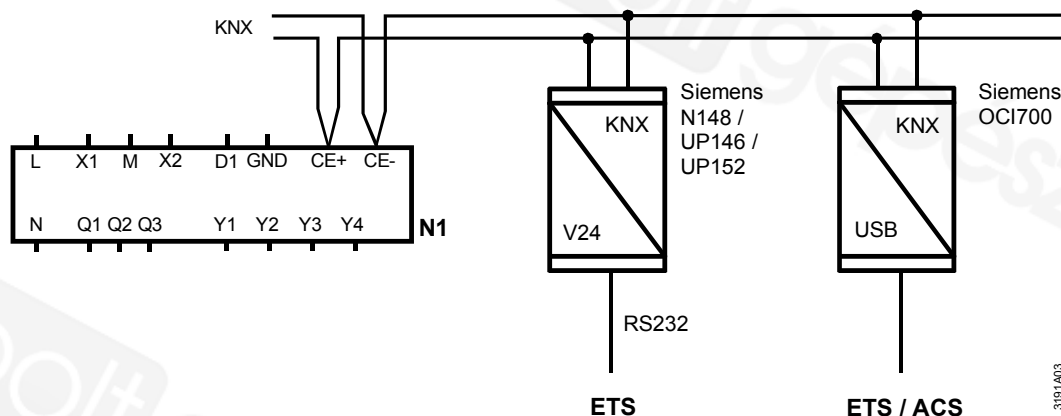 KNX
L X1 M X2 D1 GND CE+ CE-
N Q1 Q2 Q3 Y1 Y2 Y3 Y4
N1
KNX
V24
Siemens
N148 /
UP146 /
UP152
RS232
ETS
KNX
USB
Siemens
OCI700
ETS / ACS
3191A03